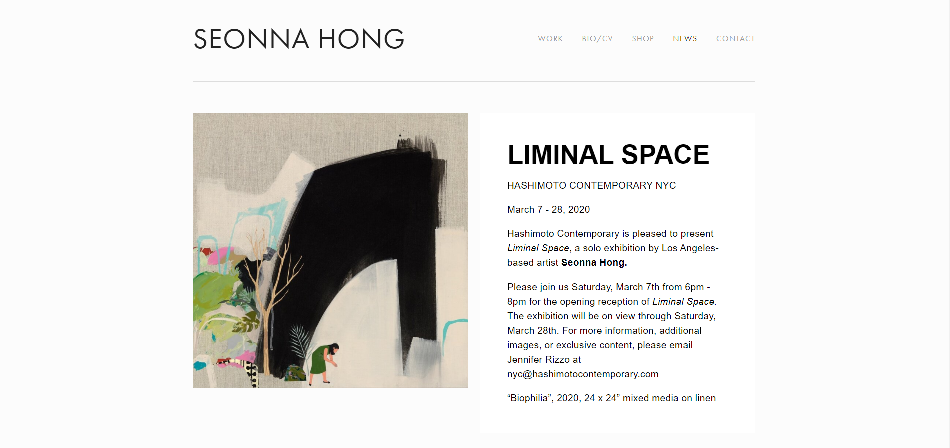 SEONNA HONG
WORK BIO/CV SHOP NEWS CONTACT
LIMINAL SPACE
HASHIMOTO CONTEMPORARY NYC
March 7 - 28, 2020
Hashimoto Contemporary is pleased to present
Liminal Space, a solo exhibition by Los Angeles-
based artist Seonna Hong.
Please join us Saturday, March 7th from 6pm -
8pm for the opening reception of Liminal Space.
The exhibition will be on view through Saturday,
March 28th. For more information, additional
images, or exclusive content, please email
Jennifer Rizzo at
nyc@hashimotocontemporary.com
“Biophilia”, 2020, 24 x 24” mixed media on linen